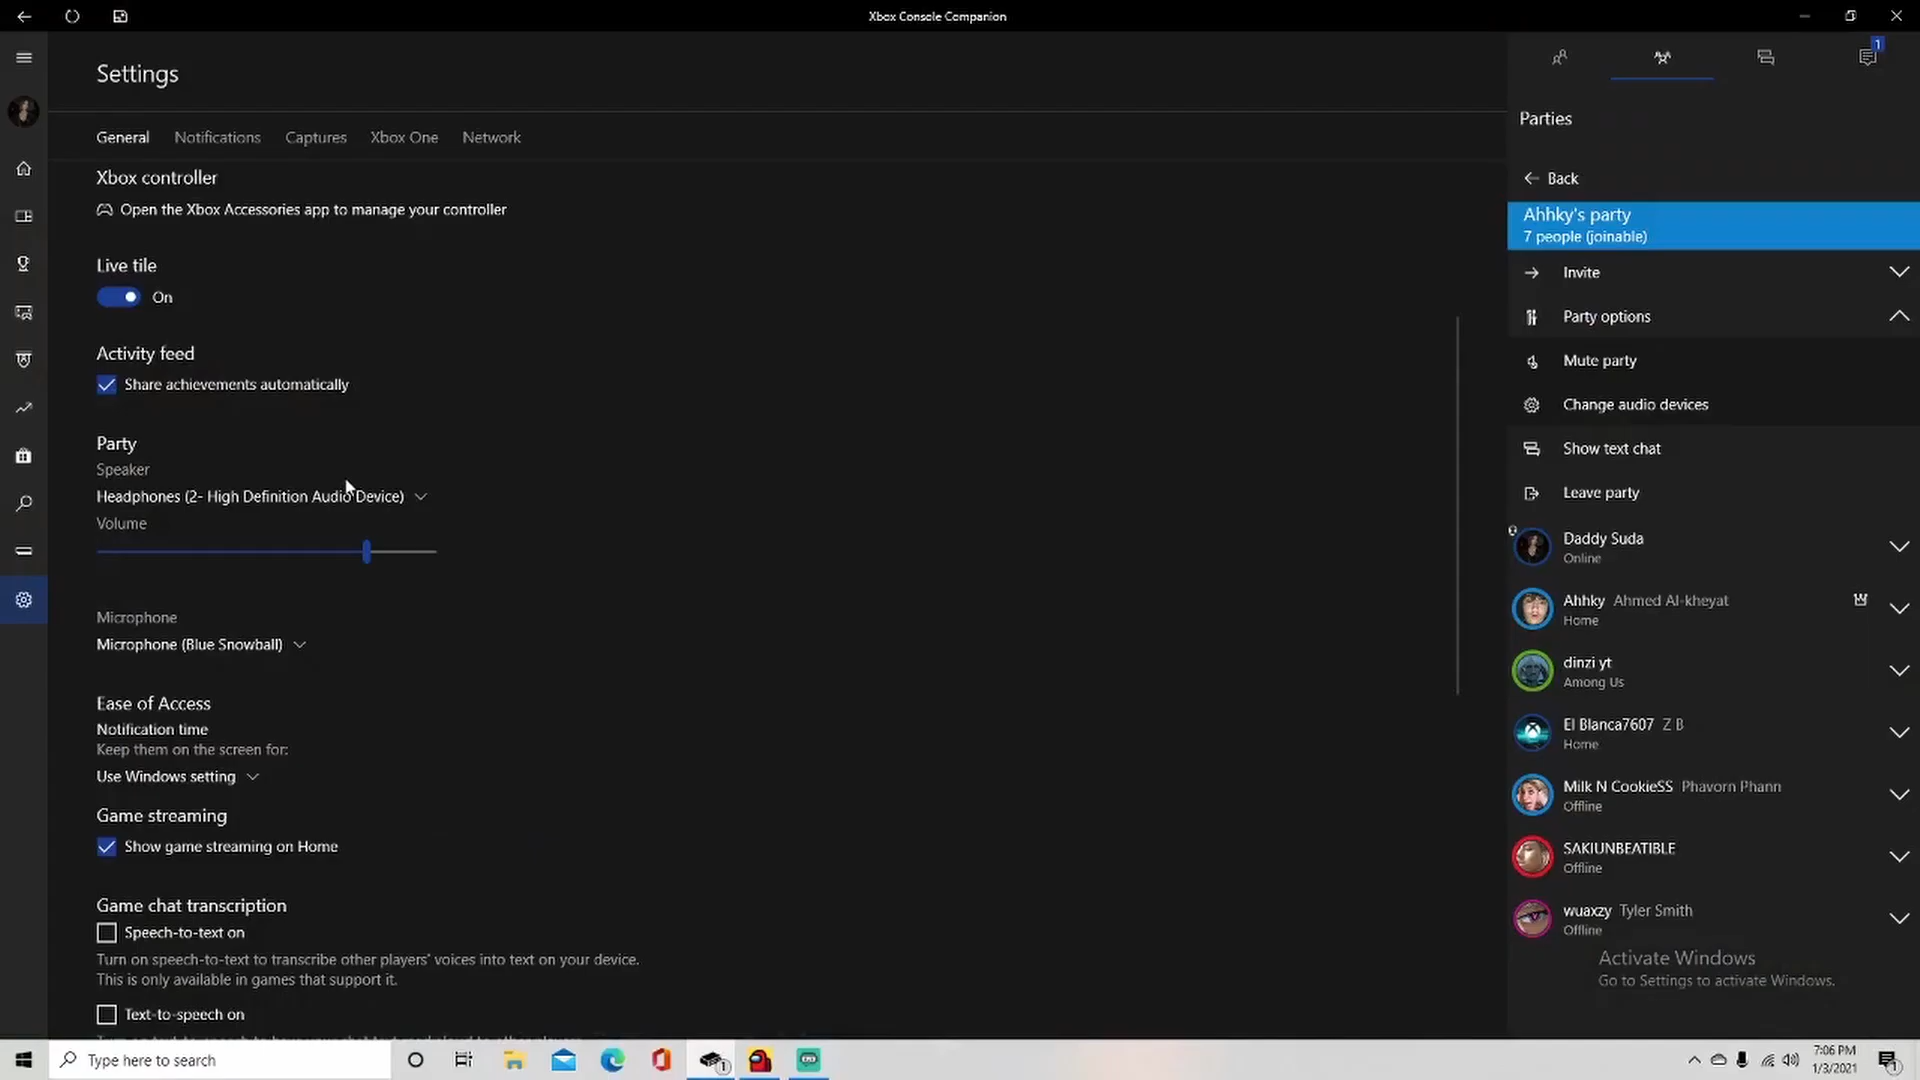 Xbox Console Companion
Settings
General Notifications Captures Xbox One Network
Xbox controller
Open the Xbox Accessories app to manage your controller
Live tile
On
Activity feed
Share achievements automatically
Party
Speaker
Headphones (2- High Definition Audio Device)
Volume
Microphone
Microphone (Blue Snowball)
Ease of Access
Notification time
Keep them on the screen for:
Use Windows setting
Game streaming
Show game streaming on Home
Game chat transcription
Speech-to-text on
Turn on speech-to-text to transcribe other players' voices into text on your device.
This is only available in games that support it.
Text-to-speech on
1
Parties
Back
Ahhky's party
7 people (joinable)
Invite
Party options
Mute party
Change audio devices
Show text chat
Leave party
Daddy Suda
Online
Ahhky Ahmed Al-kheyat
Home
dinzi yt
Among Us
El Blanca7607 Z B
Home
Milk N CookieSS Phavorn Phann
Offline
SAKIUNBEATIBLE
Offline
wuaxzy Tyler Smith
Offline
Activate Windows
Go to Settings to activate Windows.
Type here to search
1
7:06 PM
1/3/2021
1